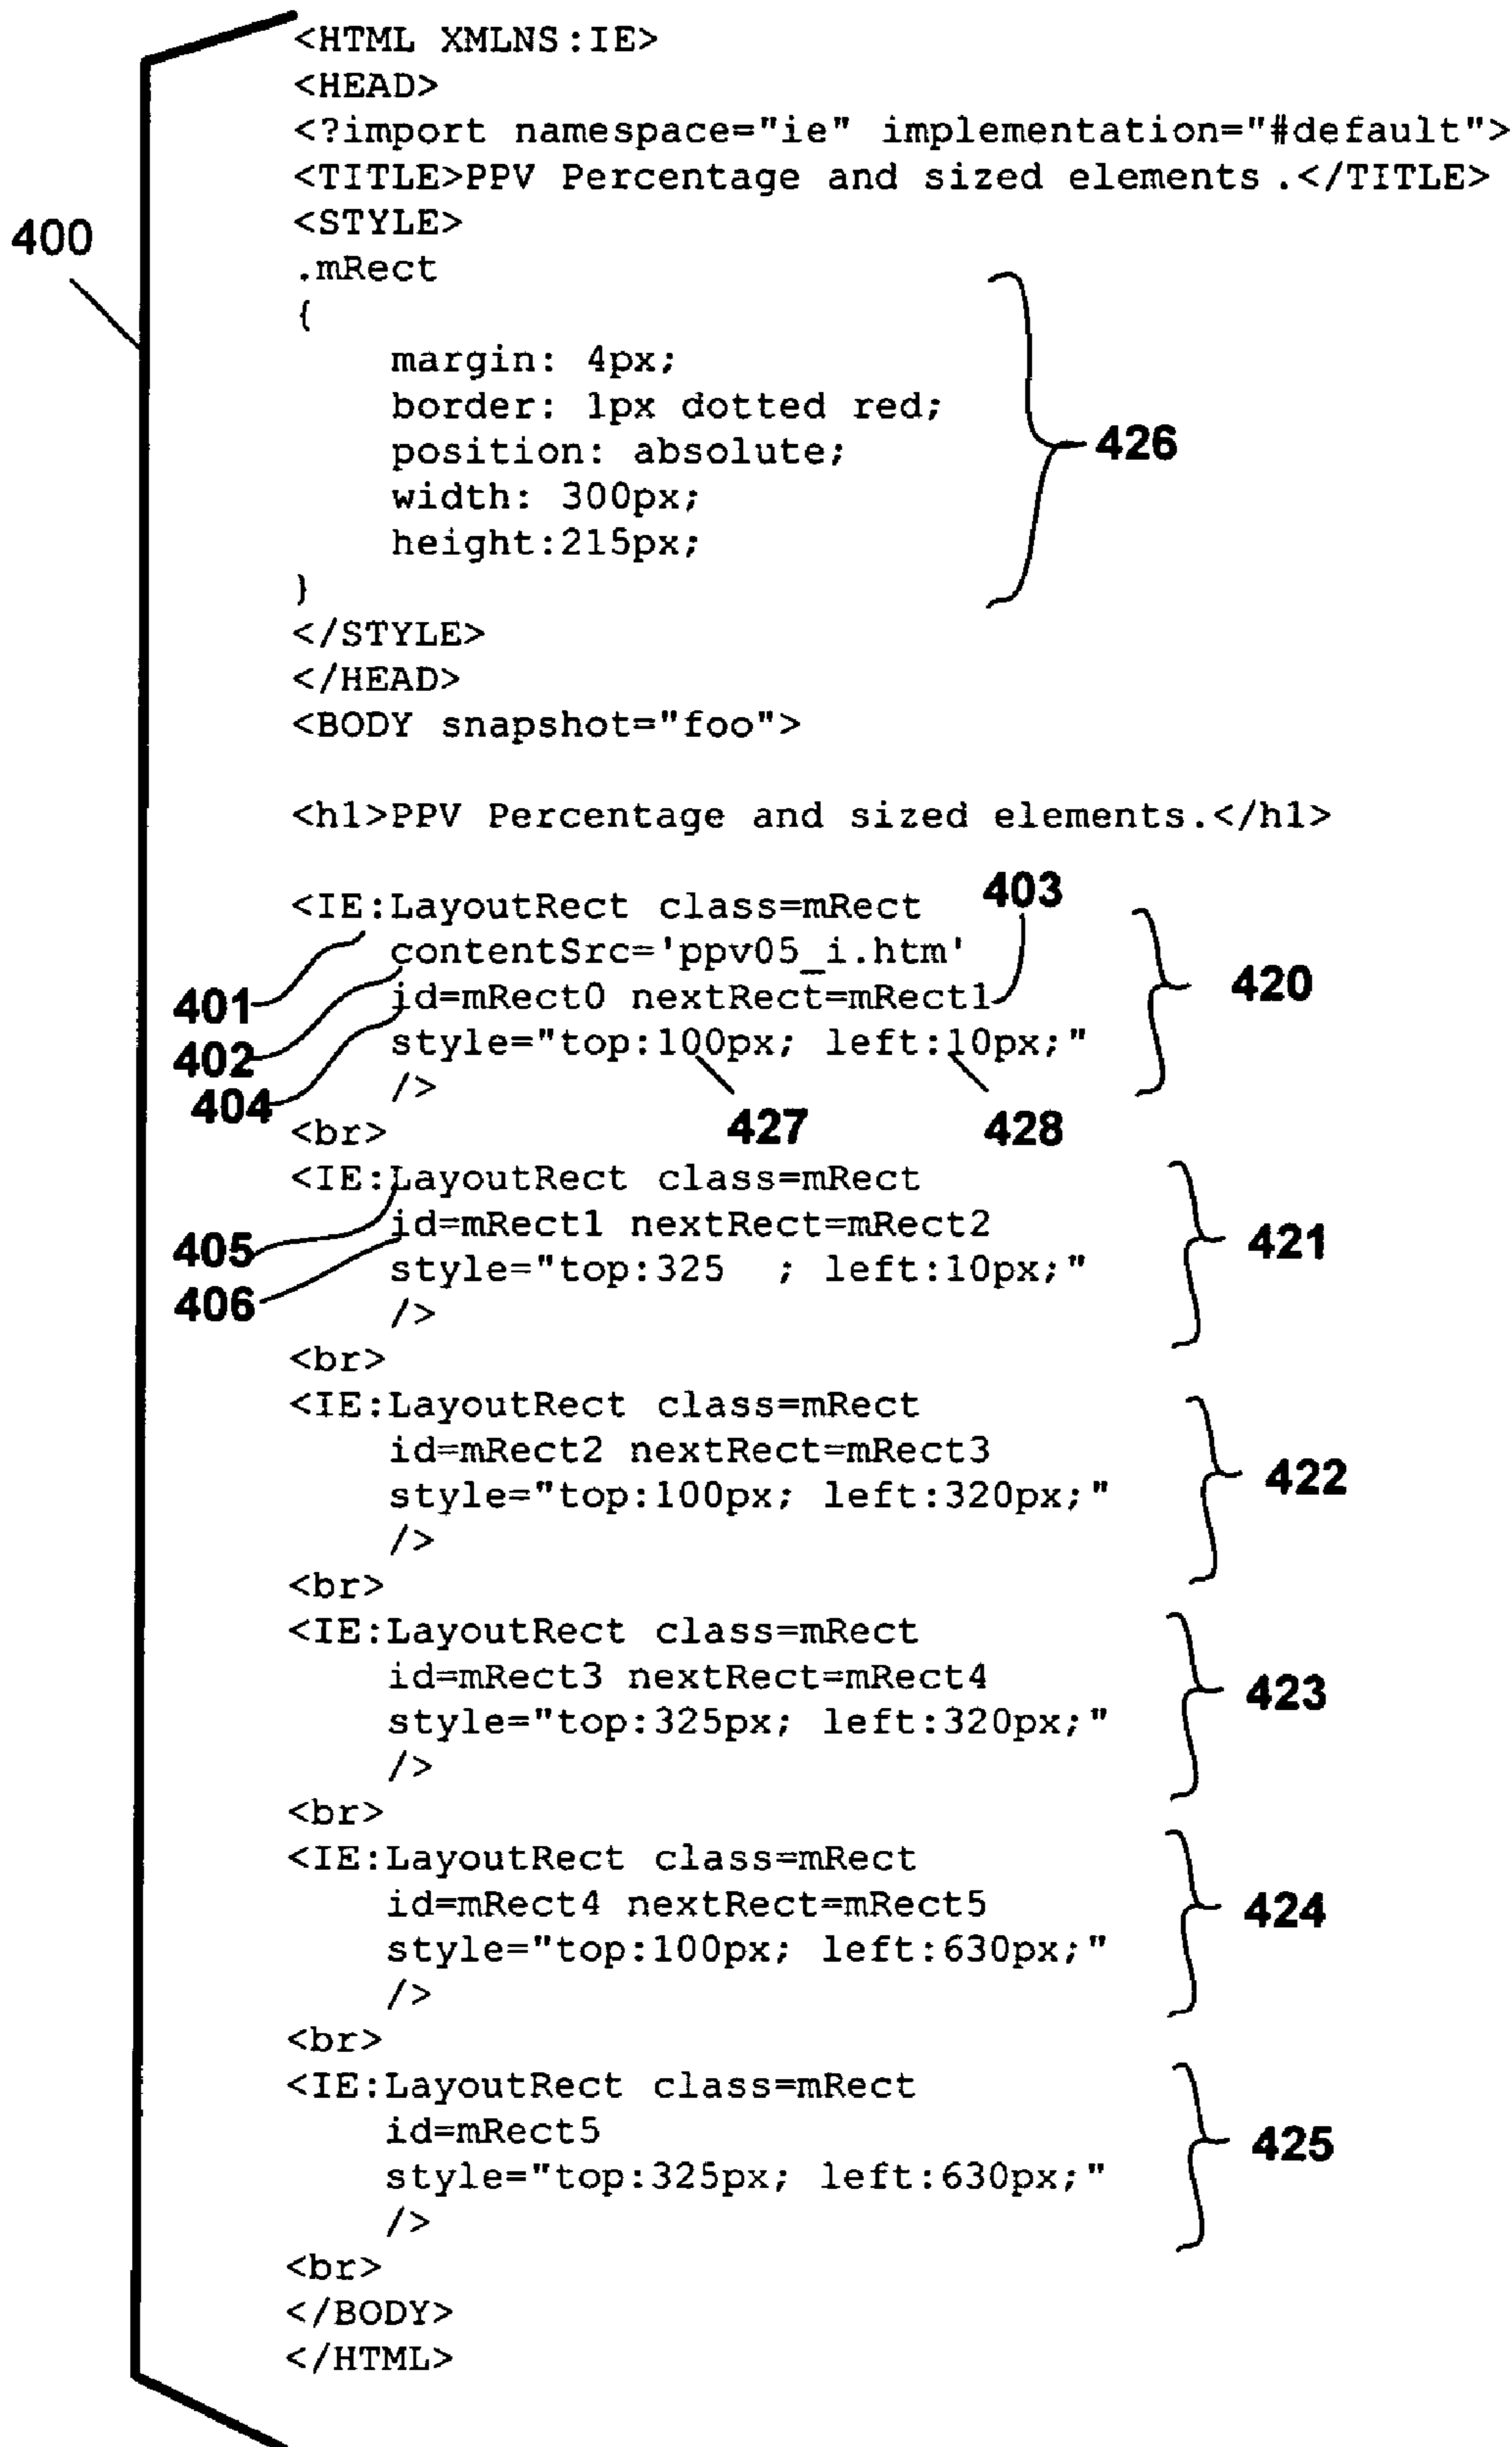 <HTML XMLNS:IE>
<HEAD>
<?import namespace="ie" implementation="#default">
<TITLE>PPV Percentage and sized elements.</TITLE>
<STYLE>
400
.mRect
{
margin: 4px;
border: 1px dotted red;
position: absolute;
426
width: 300px;
height:215px;
}
</STYLE>
</HEAD>
<BODY snapshot="foo">
<h1>PPV Percentage and sized elements.</h1>
<IE:LayoutRect class=mRect
403
contentSrc='ppv05_i.htm'
401
id=mRect0 nextRect=mRect1
420
402
style="top:100px; left:10px;"
404
/>
427
428
<br>
<IE:LayoutRect class=mRect
id=mRect1 nextRect=mRect2
405
421
style="top:325 ; left:10px;"
406
/>
<br>
<IE:LayoutRect class=mRect
id=mRect2 nextRect=mRect3
422
style="top:100px; left:320px;"
/>
<br>
<IE:LayoutRect class=mRect
id=mRect3 nextRect=mRect4
423
style="top:325px; left:320px;"
/>
<br>
<IE:LayoutRect class=mRect
id=mRect4 nextRect=mRect5
424
style="top:100px; left:630px;"
/>
<br>
<IE:LayoutRect class=mRect
id=mRect5
425
style="top:325px; left:630px;"
/>
<br>
</BODY>
</HTML>